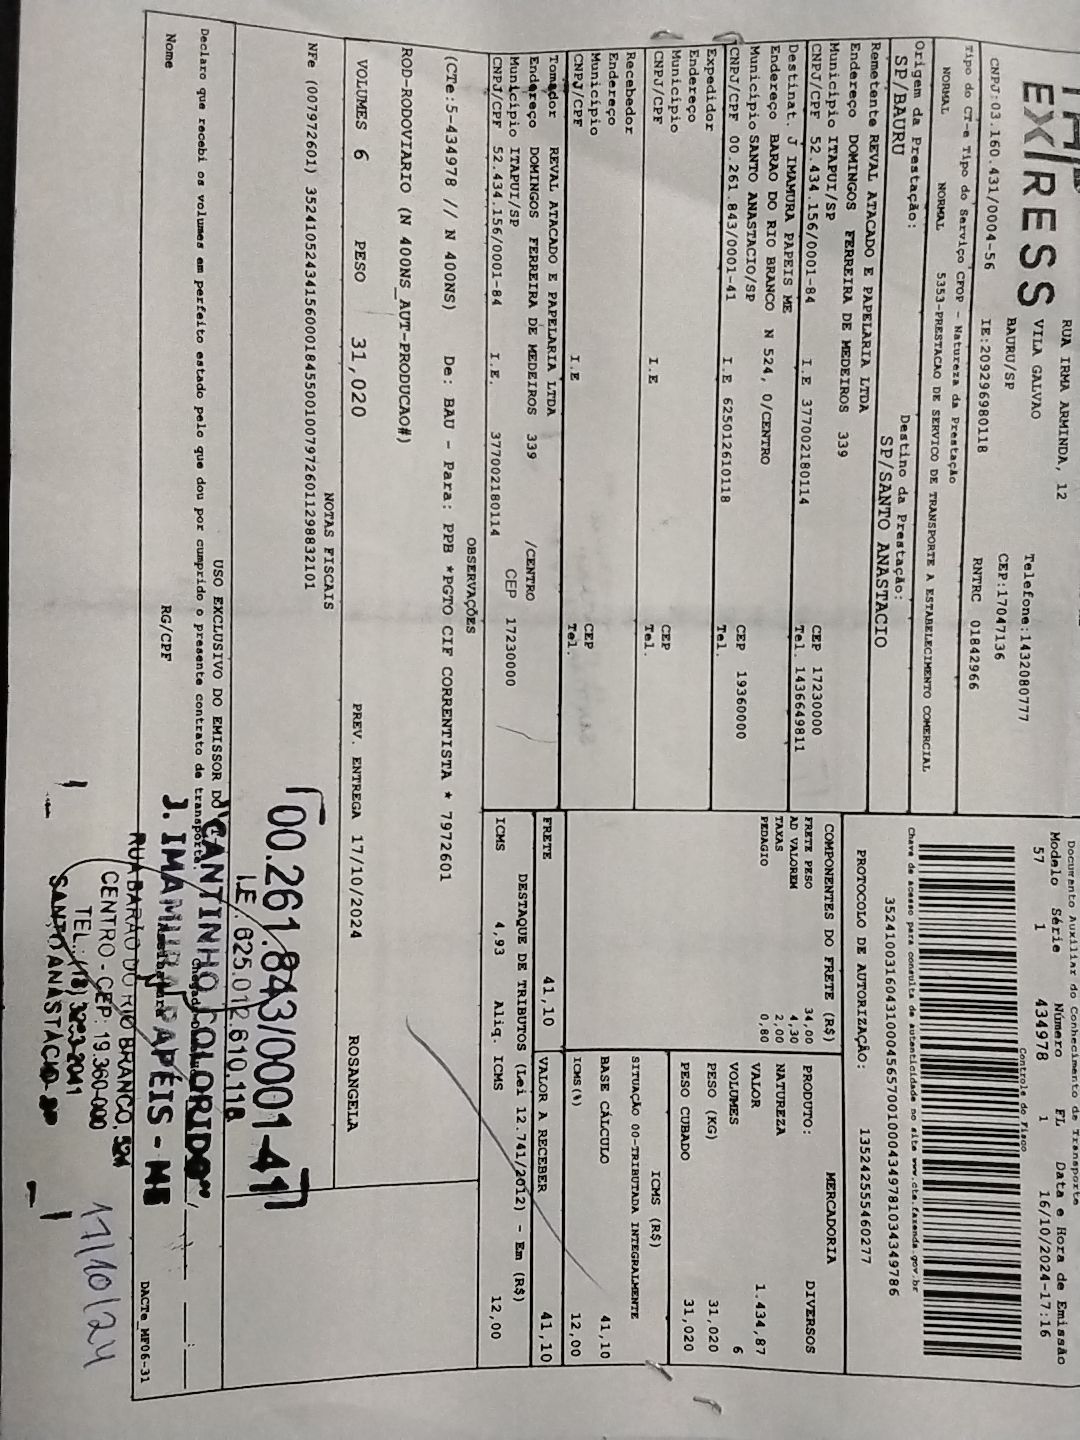 EX/RESS
RUA IRMA ARMINDA, 12
VILA GALVAO
BAURU/SP
Telefone:1432080777
CEP:17047136
CNPJ:03.160.431/0004-56
IE:209296980118
RNTRC 01842966
Tipo do CT-e Tipo do Serviço CFOP - Natureza da Prestação
NORMAL NORMAL 5353-PRESTACAO DE SERVICO DE TRANSPORTE A ESTABELECIMENTO COMERCIAL
Origem da Prestação: Destino da Prestação:
SP/BAURU SP/SANTO ANASTACIO
Remetente REVAL ATACADO E PAPELARIA LTDA
Endereço DOMINGOS FERREIRA DE MEDEIROS 339
Município ITAPUI/SP CEP 17230000
CNPJ/CPF 52.434.156/0001-84 I.E 377002180114 Tel. 1436649811
Destinat. J IMAMURA PAPEIS ME
Endereço BARAO DO RIO BRANCO N 524, 0/CENTRO
Município SANTO ANASTACIO/SP CEP 19360000
CNPJ/CPF 00.261.843/0001-41 I.E 625012610118 Tel.
Expedidor
Endereço
Município CEP
CNPJ/CPF I.E Tel.
Recebedor
Endereço
Município CEP
CNPJ/CPF I.E Tel.
Tomador REVAL ATACADO E PAPELARIA LTDA
Endereço DOMINGOS FERREIRA DE MEDEIROS 339 /CENTRO
Município ITAPUI/SP CEP 17230000
CNPJ/CPF 52.434.156/0001-84 I.E. 377002180114
Documento Auxiliar do Conhecimento de Transporte
Modelo Série Número FL Data e Hora de Emissão
57 1 434978 1 16/10/2024-17:16
Controle do Fisco
35241003160431000456570010004349781034349786
Chave de acesso para consulta de autenticidade no site www.cte.fazenda.gov.br
PROTOCOLO DE AUTORIZAÇÃO: 135242555460277
COMPONENTES DO FRETE (R$)
FRETE PESO 34,00
AD VALOREM 4,30
TAXAS 2,00
PEDAGIO 0,80
MERCADORIA
PRODUTO: DIVERSOS
NATUREZA
VALOR 1.434,87
VOLUMES 6
PESO (KG) 31,020
PESO CUBADO 31,020
ICMS (R$)
SITUAÇÃO 00-TRIBUTADA INTEGRALMENTE
BASE CÁLCULO 41,10
ICMS(%) 12,00
FRETE 41,10 VALOR A RECEBER 41,10
DESTAQUE DE TRIBUTOS (Lei 12.741/2012) - Em (R$)
ICMS 4,93 Aliq. ICMS 12,00
OBSERVAÇÕES
(CTe:5-434978 // N 400NS) De: BAU - Para: PPB *PGTO CIF CORRENTISTA * 7972601
ROD-RODOVIARIO (N 400NS_AUT-PRODUCAO#)
VOLUMES 6 PESO 31,020 PREV. ENTREGA 17/10/2024 ROSANGELA
NOTAS FISCAIS
NFe (007972601) 35241052434156000184550010079726011298832101
USO EXCLUSIVO DO EMISSOR DO
Declaro que recebi os volumes em perfeito estado pelo que dou por cumprido o presente contrato de transporte.
Nome RG/CPF
DACTe_MF06-31
00.261.843/0001-41
I.E. 625.012.610.118
"CANTINHO COLORIDO"
J. IMAMURA PAPÉIS - ME
RUA BARÃO DO RIO BRANCO, 524
CENTRO - CEP: 19.360-000
TEL.: (18) 3263-2041
SANTO ANASTÁCIO - SP
17/10/24